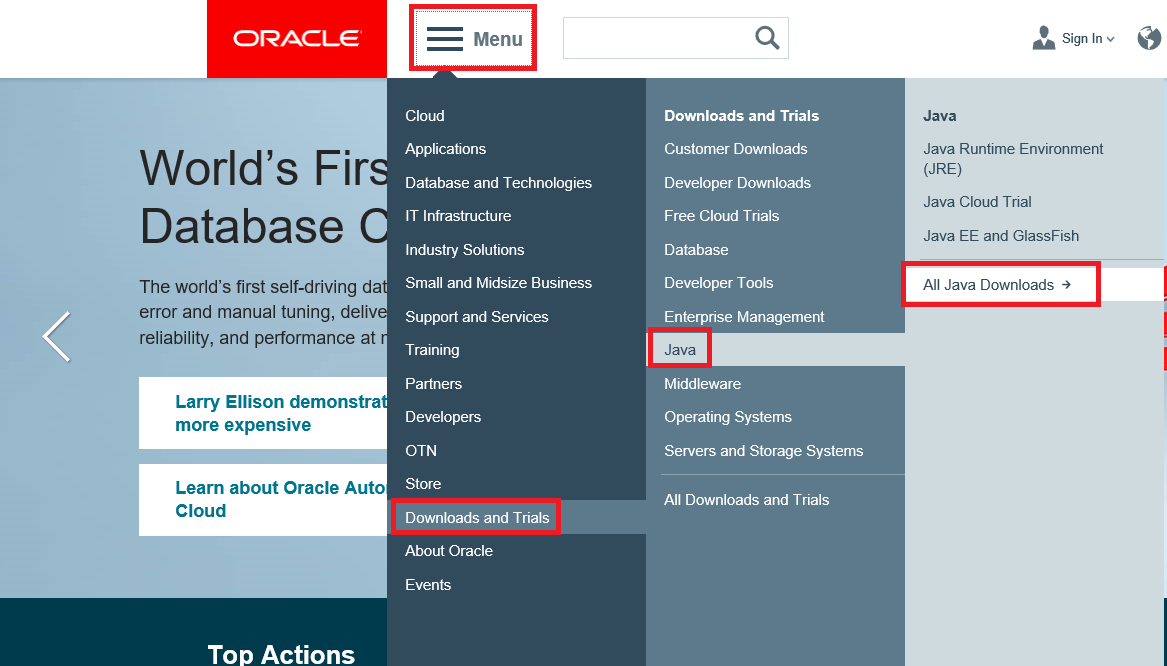 ORACLE
Menu
Sign In
World's Firs
Database C
The world's first self-driving dat
error and manual tuning, delive
reliability, and performance at
Larry Ellison demonstrat
more expensive
Learn about Oracle Auto
Cloud
Top Actions
Cloud
Applications
Database and Technologies
IT Infrastructure
Industry Solutions
Small and Midsize Business
Support and Services
Training
Partners
Developers
OTN
Store
Downloads and Trials
About Oracle
Events
Downloads and Trials
Customer Downloads
Developer Downloads
Free Cloud Trials
Database
Developer Tools
Enterprise Management
Java
Middleware
Operating Systems
Servers and Storage Systems
All Downloads and Trials
Java
Java Runtime Environment
(JRE)
Java Cloud Trial
Java EE and GlassFish
All Java Downloads →